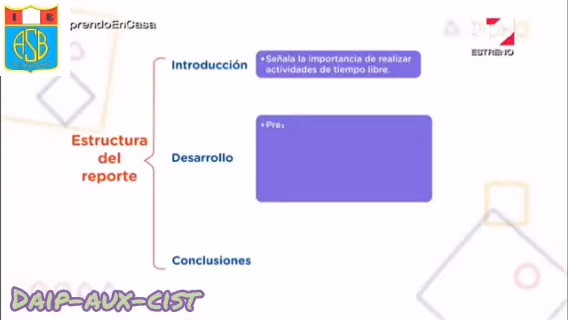 I E
ASB
prendoEnCasa
ESTRENO
Estructura
del
reporte
Introducción
• Señala la importancia de realizar
actividades de tiempo libre.
Desarrollo
• Pre
Conclusiones
DAIP-AUX-CIST